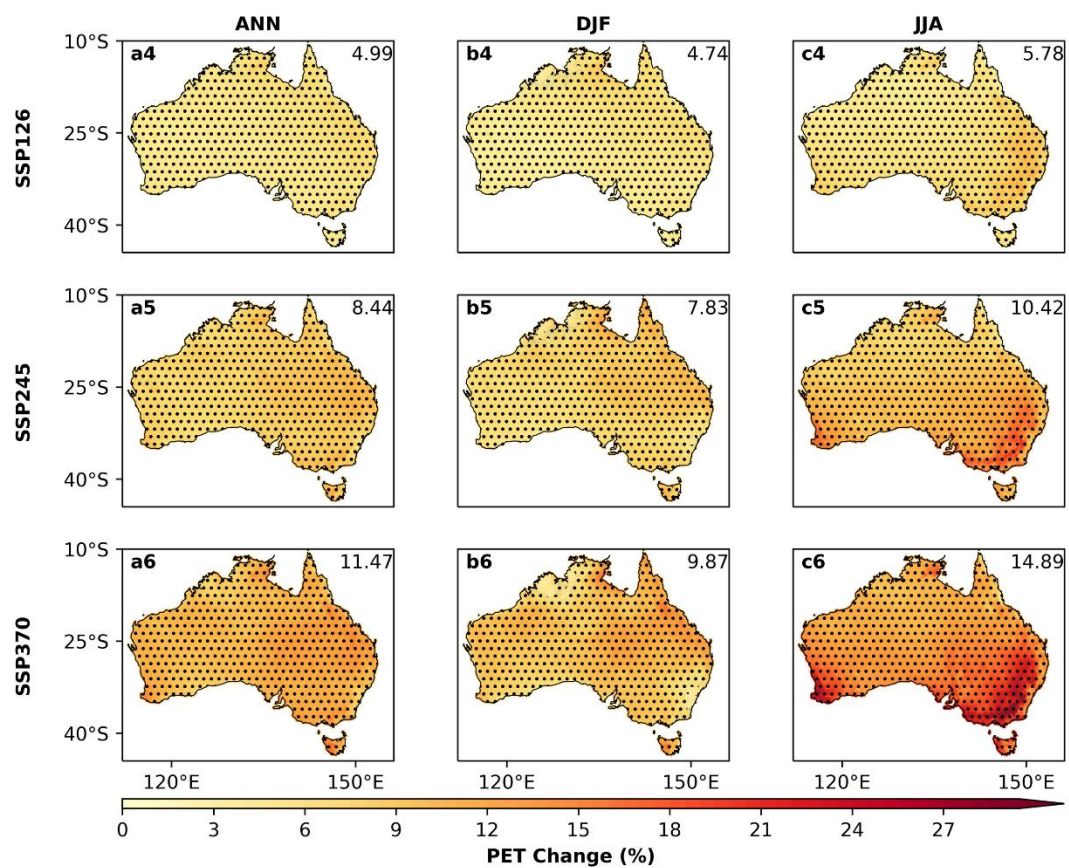 ANN DJF JJA
10°S a4 4.99 b4 4.74 c4 5.78
SSP126
25°S
40°S
10°S a5 8.44 b5 7.83 c5 10.42
SSP245
25°S
40°S
10°S a6 11.47 b6 9.87 c6 14.89
SSP370
25°S
40°S
120°E 150°E 120°E 150°E 120°E 150°E
0 3 6 9 12 15 18 21 24 27
PET Change (%)